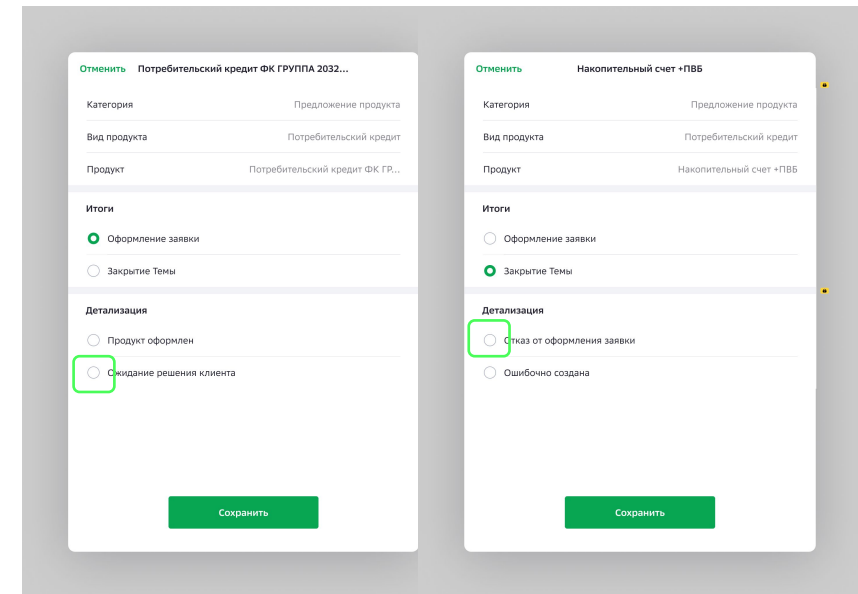 Отменить Потребительский кредит ФК ГРУППА 2032...
Категория Предложение продукта
Вид продукта Потребительский кредит
Продукт Потребительский кредит ФК ГР...
Итоги
Оформление заявки
Закрытие Темы
Детализация
Продукт оформлен
Ожидание решения клиента
Сохранить
Отменить Накопительный счет +ПВБ
Категория Предложение продукта
Вид продукта Потребительский кредит
Продукт Накопительный счет +ПВБ
Итоги
Оформление заявки
Закрытие Темы
Детализация
Отказ от оформления заявки
Ошибочно создана
Сохранить